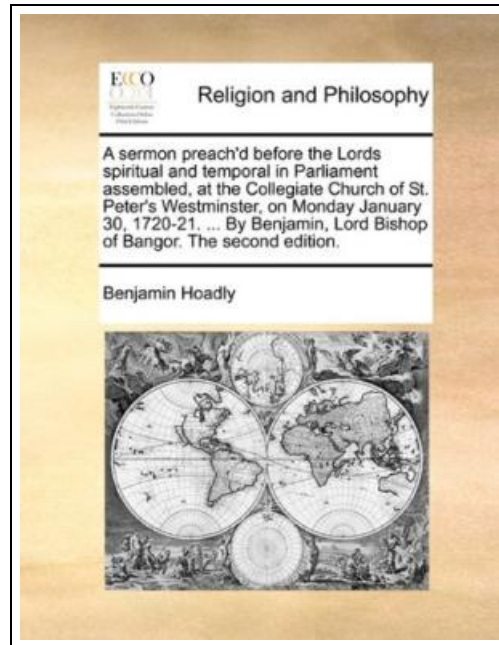 ECCO
Religion and Philosophy
A sermon preach'd before the Lords
spiritual and temporal in Parliament
assembled, at the Collegiate Church of St.
Peter's Westminster, on Monday January
30, 1720-21. ... By Benjamin, Lord Bishop
of Bangor. The second edition.
Benjamin Hoadly